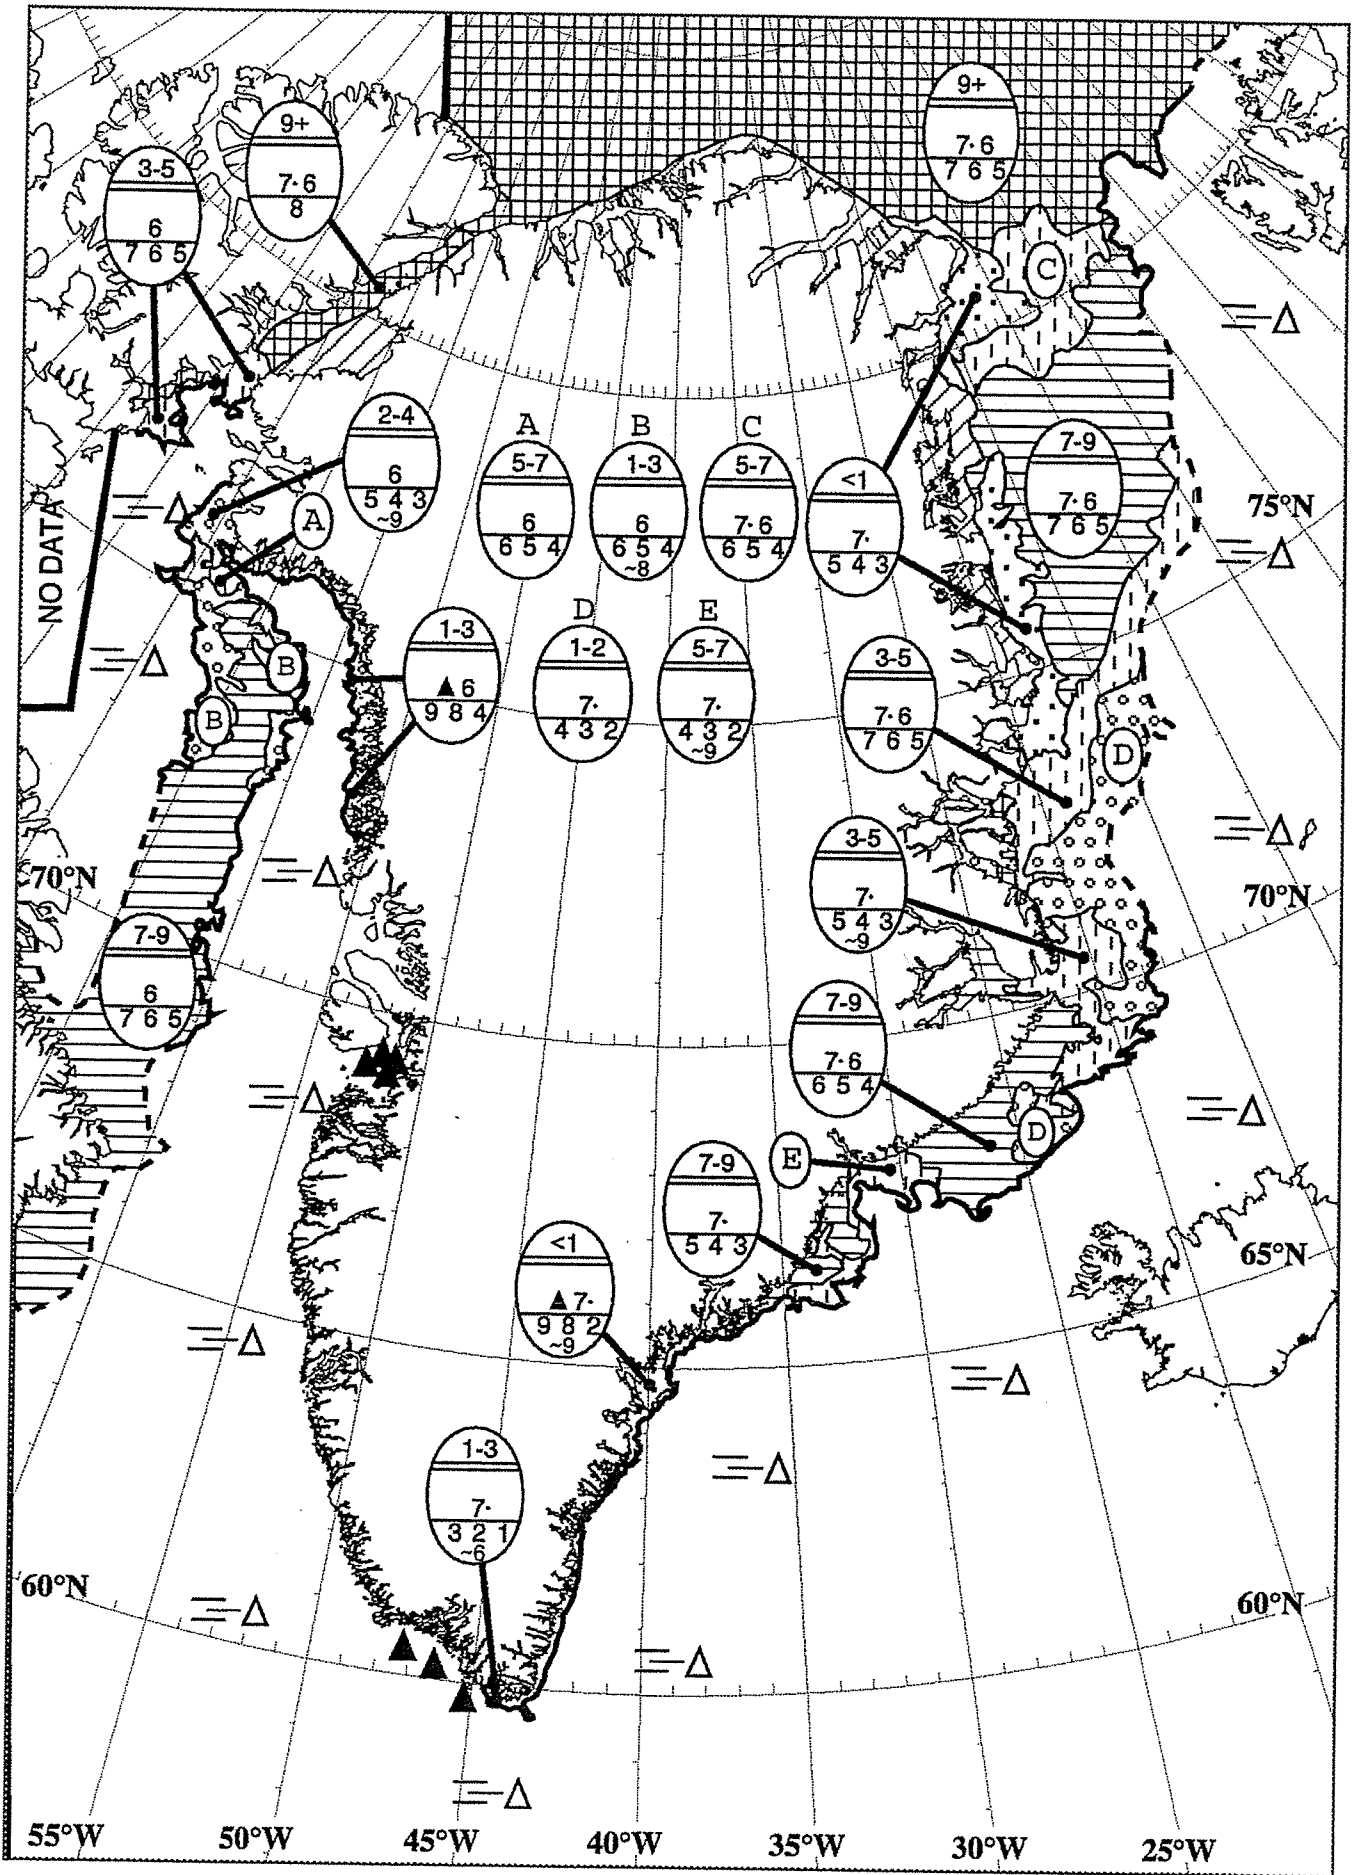 9+
7· 6
7 6 5
9+
7· 6
8
3-5
6
7 6 5
C
2-4
6
5 4 3
~9
A
5-7
6
6 5 4
B
1-3
6
6 5 4
~8
C
5-7
7· 6
6 5 4
<1
7·
5 4 3
7-9
7· 6
7 6 5
75°N
NO DATA
A
D
1-2
7·
4 3 2
E
5-7
7·
4 3 2
~9
1-3
▲ 6
9 8 4
3-5
7· 6
7 6 5
B
B
D
3-5
7·
5 4 3
~9
70°N
70°N
7-9
6
7 6 5
7-9
7· 6
6 5 4
D
E
7-9
7·
5 4 3
<1
▲ 7·
9 8 2
~9
65°N
1-3
7·
3 2 1
~6
60°N
60°N
55°W
50°W
45°W
40°W
35°W
30°W
25°W